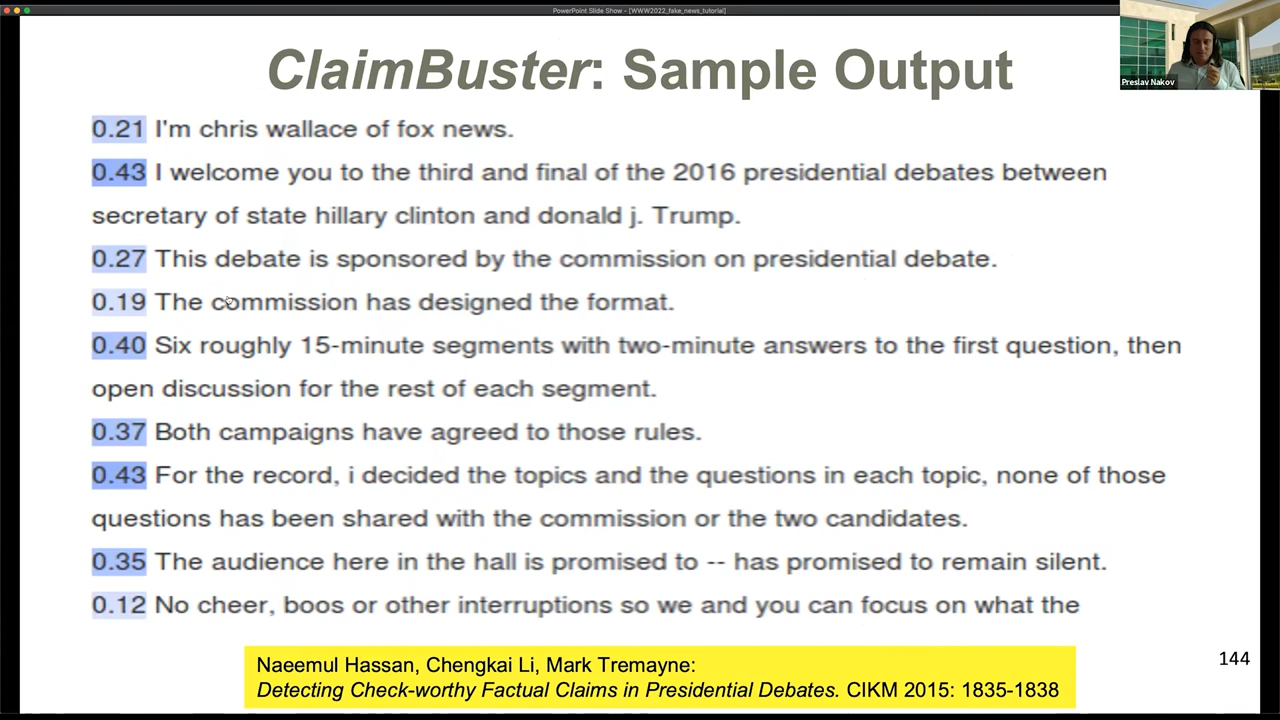 PowerPoint Slide Show - [WWW2022_fake_news_tutorial]
Preslav Nakov
ClaimBuster: Sample Output
0.21 I'm chris wallace of fox news.
0.43 I welcome you to the third and final of the 2016 presidential debates between
secretary of state hillary clinton and donald j. Trump.
0.27 This debate is sponsored by the commission on presidential debate.
0.19 The commission has designed the format.
0.40 Six roughly 15-minute segments with two-minute answers to the first question, then
open discussion for the rest of each segment.
0.37 Both campaigns have agreed to those rules.
0.43 For the record, i decided the topics and the questions in each topic, none of those
questions has been shared with the commission or the two candidates.
0.35 The audience here in the hall is promised to -- has promised to remain silent.
0.12 No cheer, boos or other interruptions so we and you can focus on what the
Naeemul Hassan, Chengkai Li, Mark Tremayne:
Detecting Check-worthy Factual Claims in Presidential Debates. CIKM 2015: 1835-1838
144